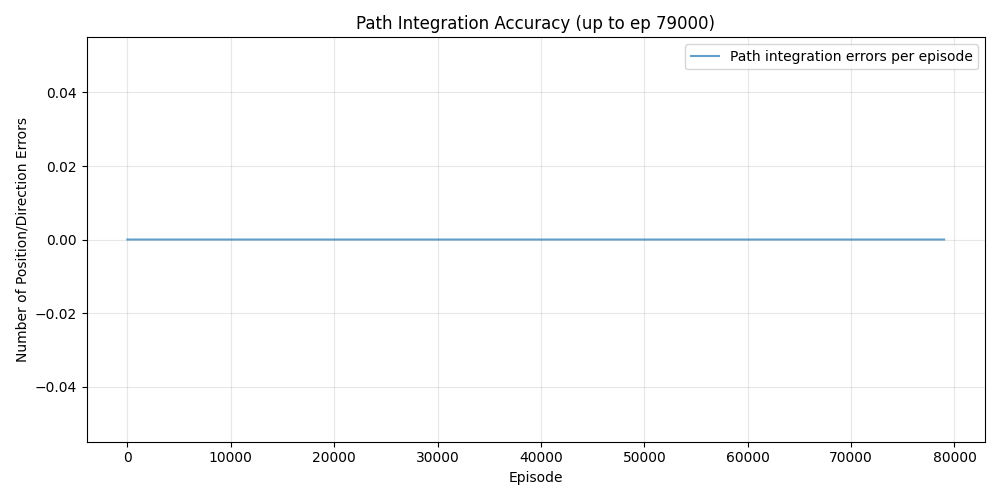 Path Integration Accuracy (up to ep 79000)
Path integration errors per episode
Number of Position/Direction Errors
0.04
0.02
0.00
−0.02
−0.04
0 10000 20000 30000 40000 50000 60000 70000 80000
Episode